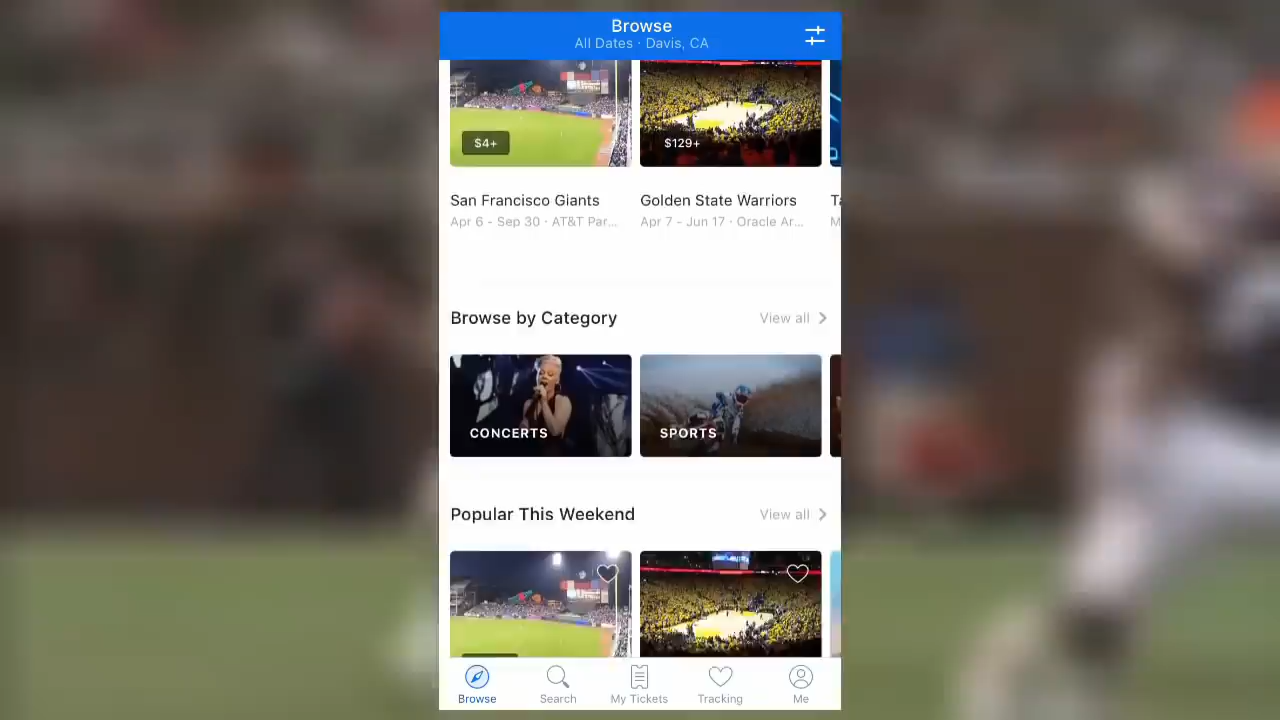 Browse
All Dates · Davis, CA
$4+
$129+
San Francisco Giants
Golden State Warriors
Apr 6 - Sep 30 · AT&T Par...
Apr 7 - Jun 17 · Oracle Ar...
Browse by Category
View all
CONCERTS
SPORTS
Popular This Weekend
View all
Browse
Search
My Tickets
Tracking
Me